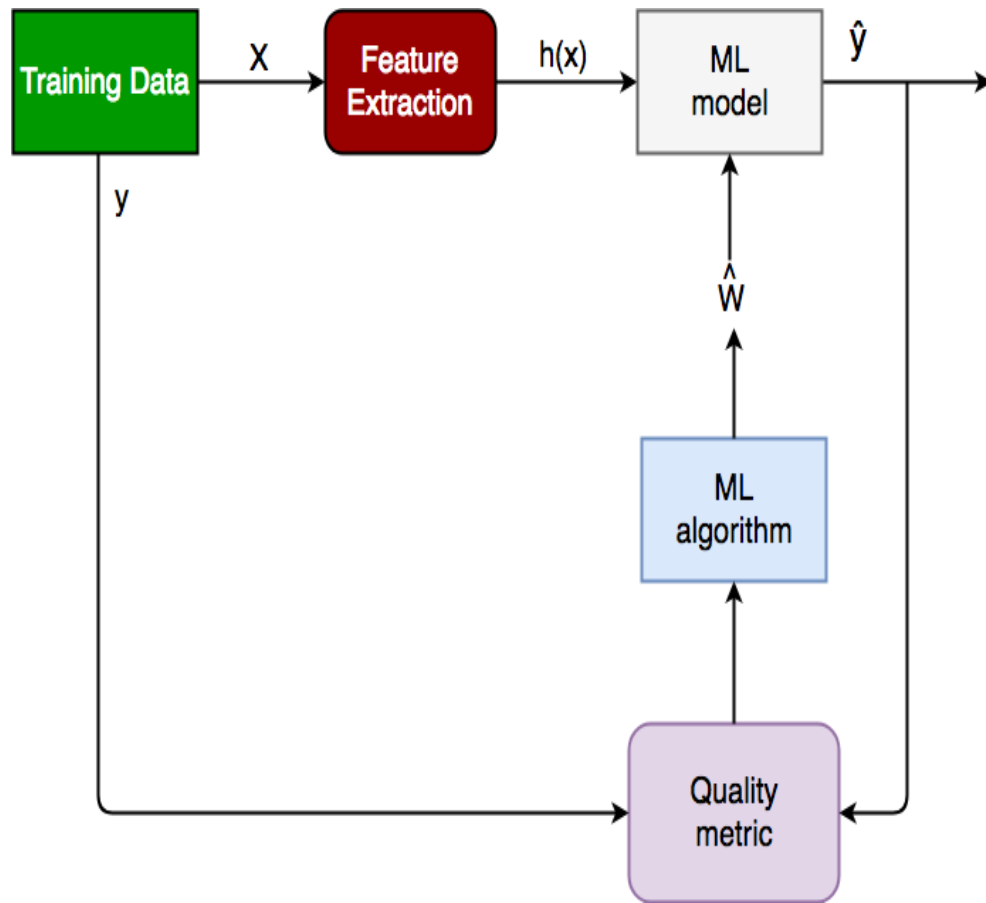 Training Data
X
Feature
Extraction
h(x)
ML
model
ŷ
y
ŵ
ML
algorithm
Quality
metric